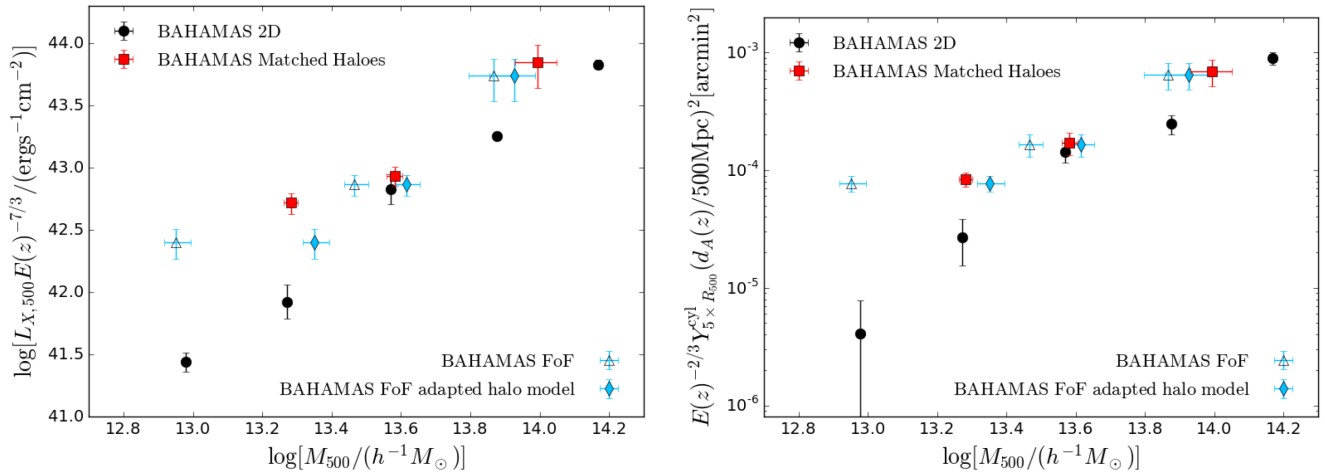 log[L_{X,500}E(z)^{-7/3}/(ergs^{-1}cm^{-2})]
44.0
43.5
43.0
42.5
42.0
41.5
41.0
BAHAMAS 2D
BAHAMAS Matched Haloes
BAHAMAS FoF
BAHAMAS FoF adapted halo model
12.8 13.0 13.2 13.4 13.6 13.8 14.0 14.2
log[M_{500}/(h^{-1}M_⊙)]
E(z)^{-2/3}Y^{cyl}_{5×R_{500}}(d_A(z)/500Mpc)^2[arcmin^2]
10^{-3}
10^{-4}
10^{-5}
10^{-6}
BAHAMAS 2D
BAHAMAS Matched Haloes
BAHAMAS FoF
BAHAMAS FoF adapted halo model
12.8 13.0 13.2 13.4 13.6 13.8 14.0 14.2
log[M_{500}/(h^{-1}M_⊙)]